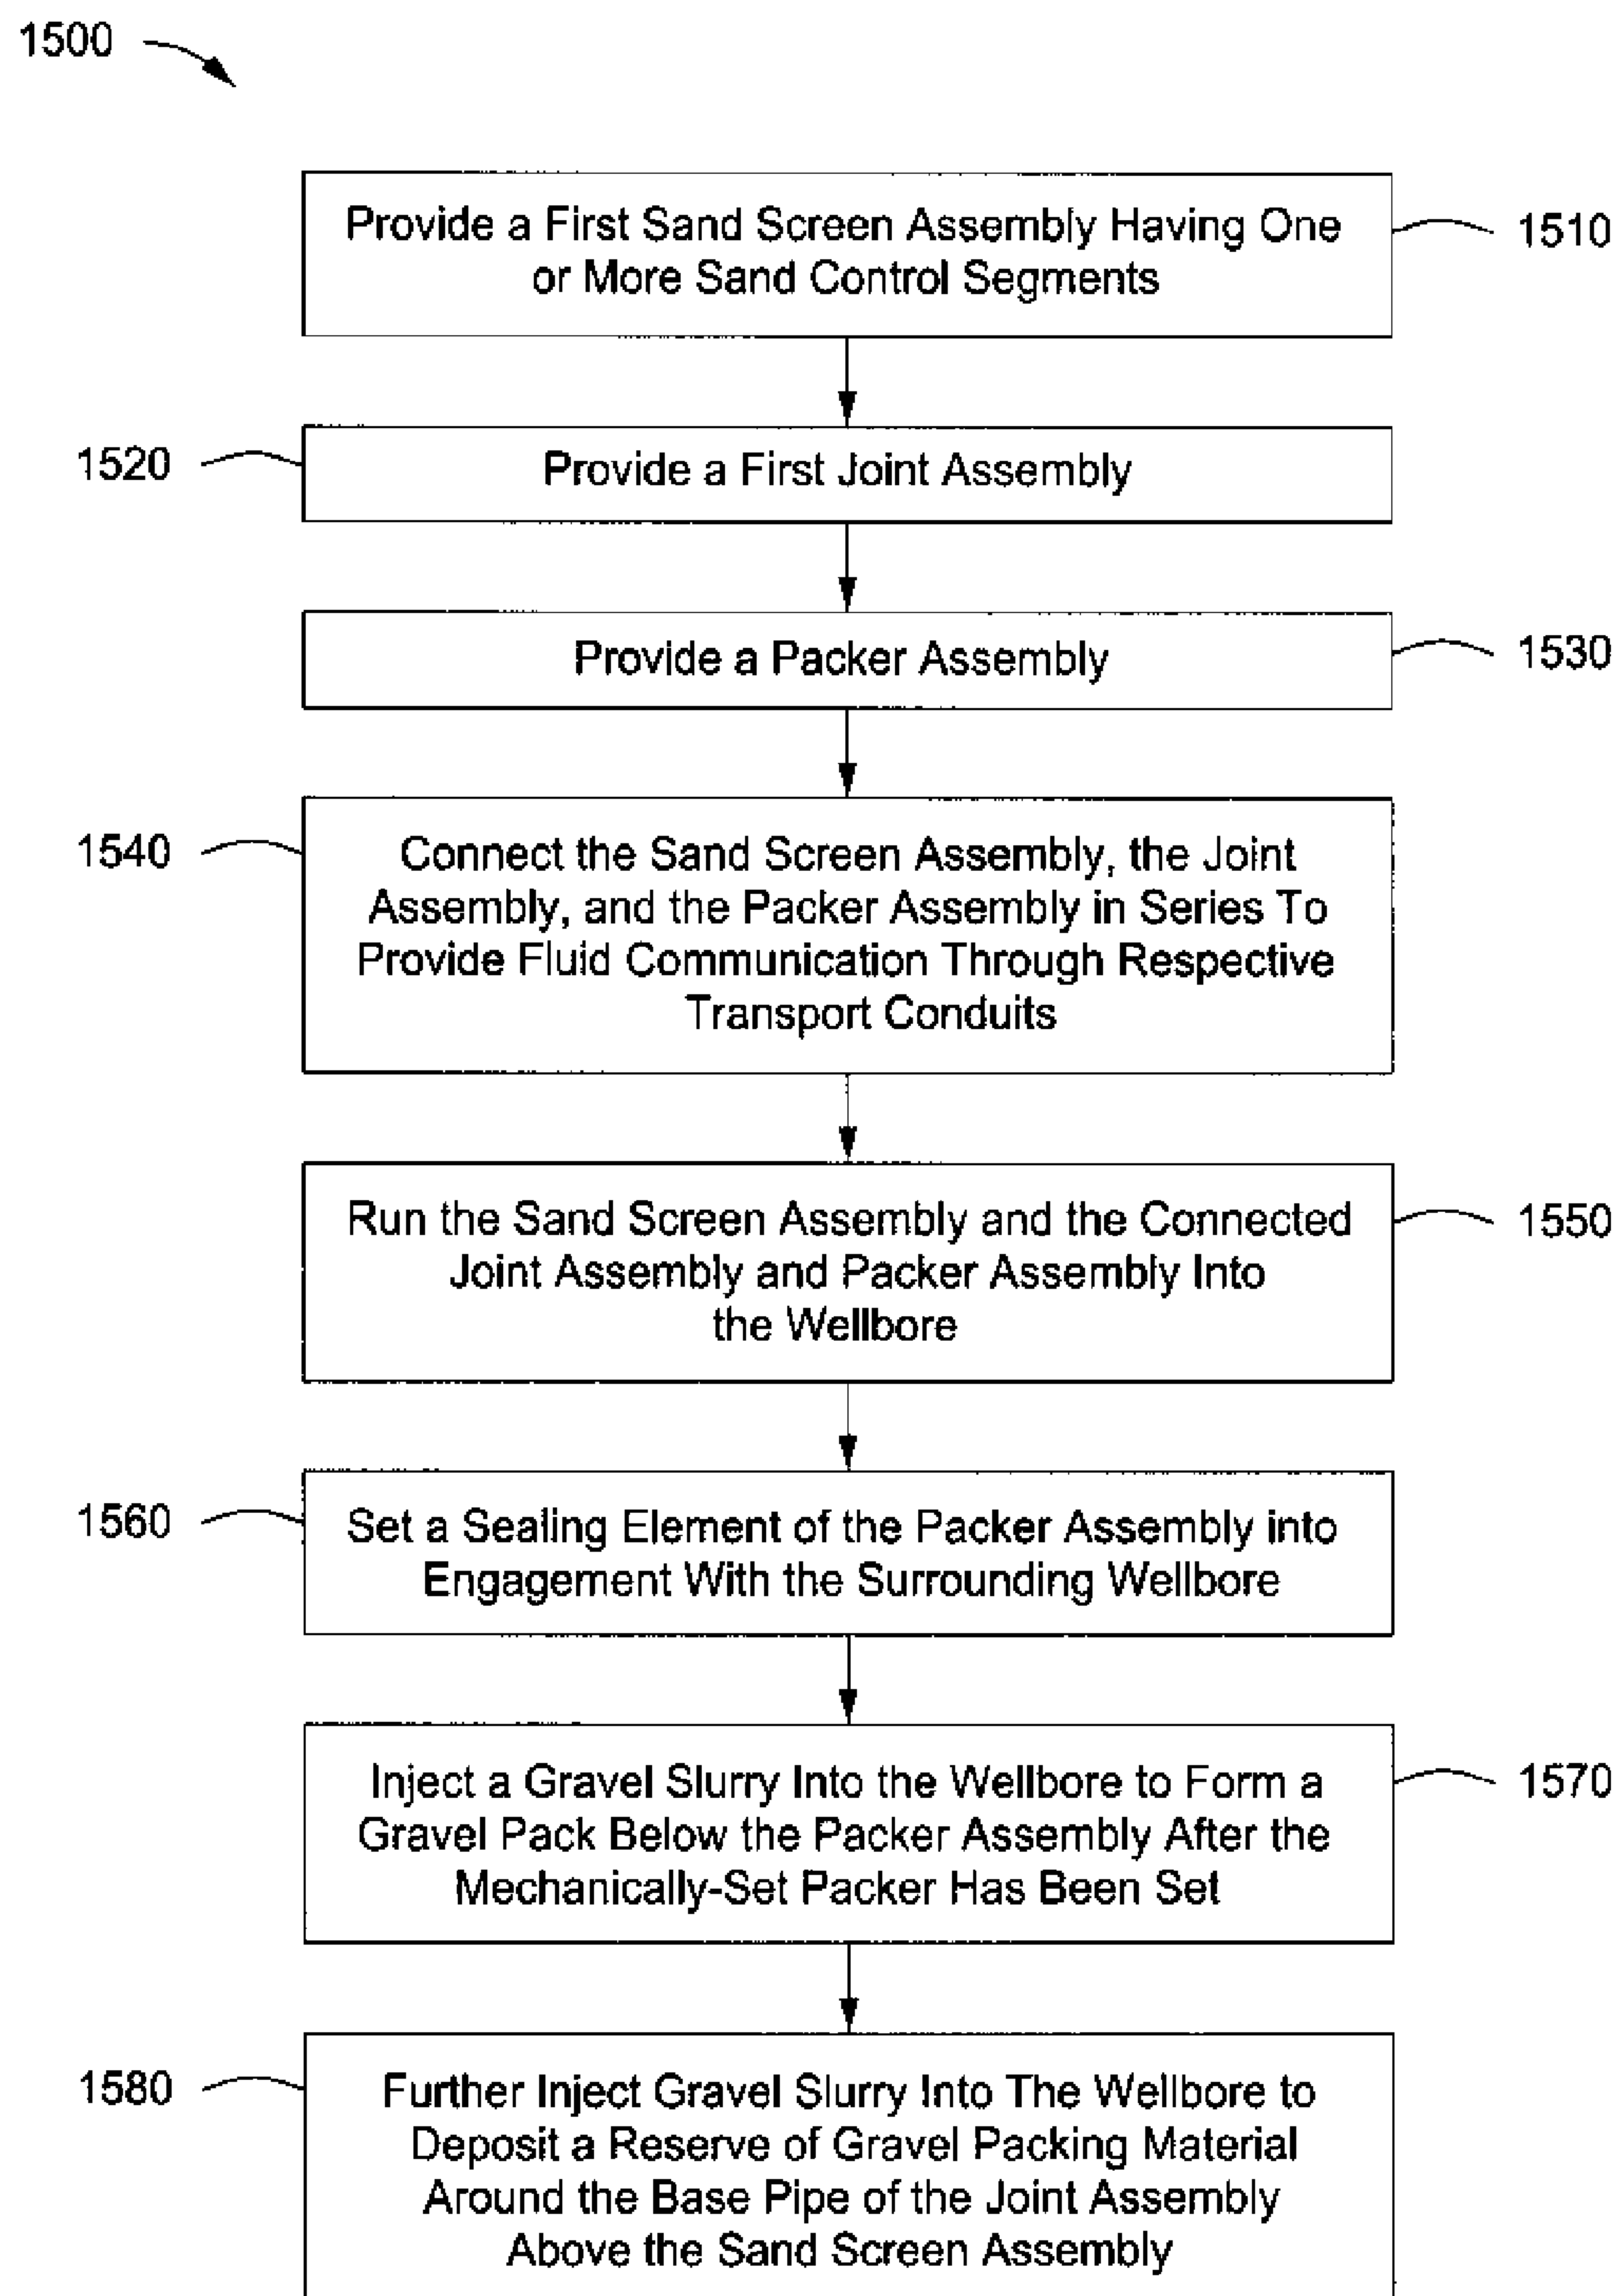 1500
Provide a First Sand Screen Assembly Having One
or More Sand Control Segments
1510
1520
Provide a First Joint Assembly
Provide a Packer Assembly
1530
1540
Connect the Sand Screen Assembly, the Joint
Assembly, and the Packer Assembly in Series To
Provide Fluid Communication Through Respective
Transport Conduits
Run the Sand Screen Assembly and the Connected
Joint Assembly and Packer Assembly Into
the Wellbore
1550
1560
Set a Sealing Element of the Packer Assembly into
Engagement With the Surrounding Wellbore
Inject a Gravel Slurry Into the Wellbore to Form a
Gravel Pack Below the Packer Assembly After the
Mechanically-Set Packer Has Been Set
1570
1580
Further Inject Gravel Slurry Into The Wellbore to
Deposit a Reserve of Gravel Packing Material
Around the Base Pipe of the Joint Assembly
Above the Sand Screen Assembly